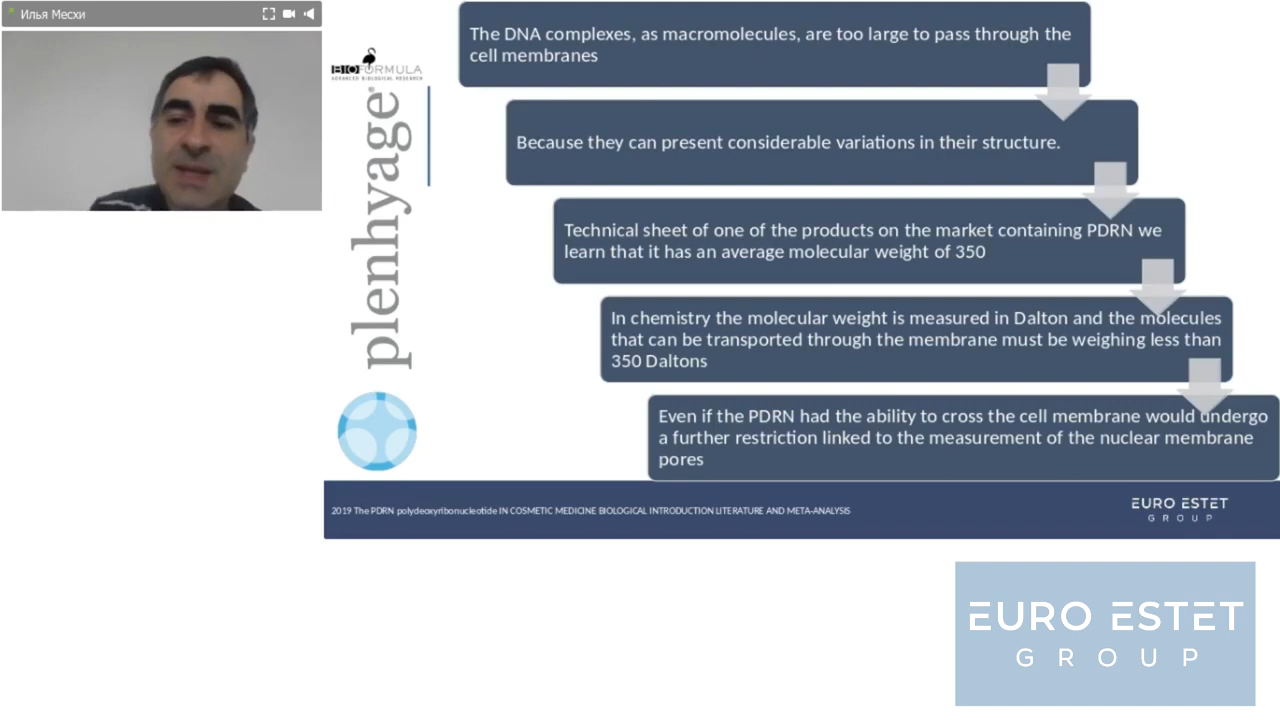 Илья Месхи
BIOFORMULA
ADVANCED BIOLOGICAL RESEARCH
plenhyage®
The DNA complexes, as macromolecules, are too large to pass through the
cell membranes
Because they can present considerable variations in their structure.
Technical sheet of one of the products on the market containing PDRN we
learn that it has an average molecular weight of 350
In chemistry the molecular weight is measured in Dalton and the molecules
that can be transported through the membrane must be weighing less than
350 Daltons
Even if the PDRN had the ability to cross the cell membrane would undergo
a further restriction linked to the measurement of the nuclear membrane
pores
2019 The PDRN polydeoxyribonucleotide IN COSMETIC MEDICINE BIOLOGICAL INTRODUCTION LITERATURE AND META-ANALYSIS
EURO ESTET
GROUP
EURO ESTET
GROUP